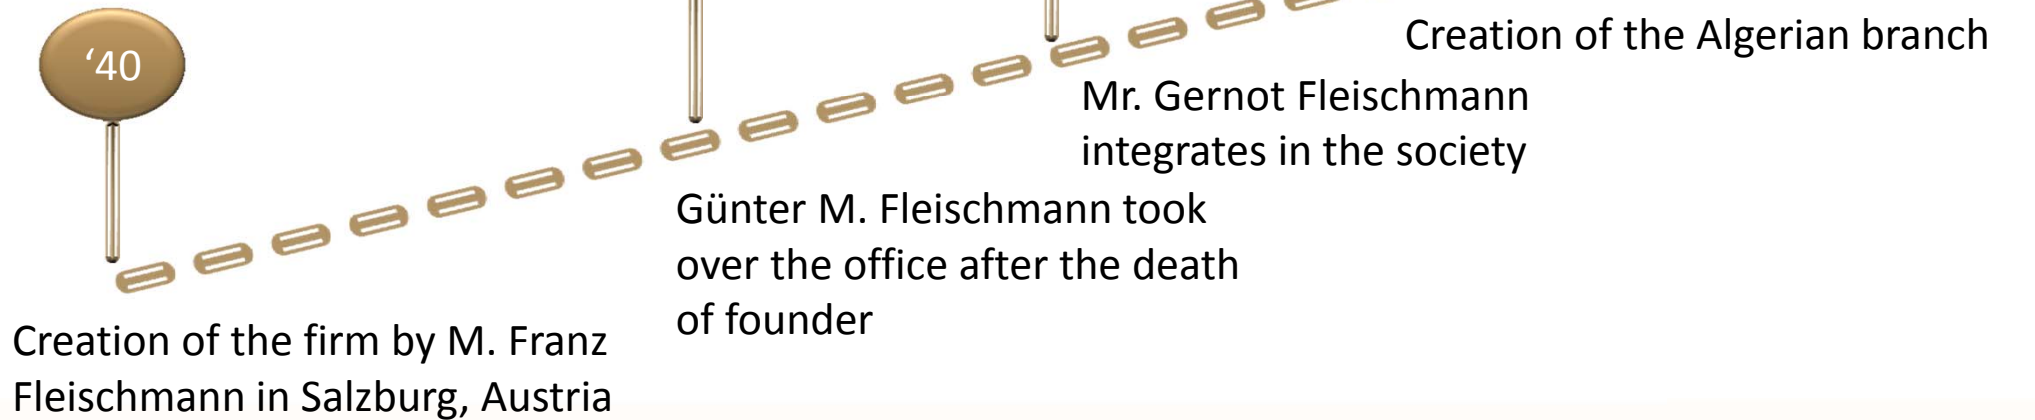 ‘40
Creation of the firm by M. Franz
Fleischmann in Salzburg, Austria
Günter M. Fleischmann took
over the office after the death
of founder
Mr. Gernot Fleischmann
integrates in the society
Creation of the Algerian branch